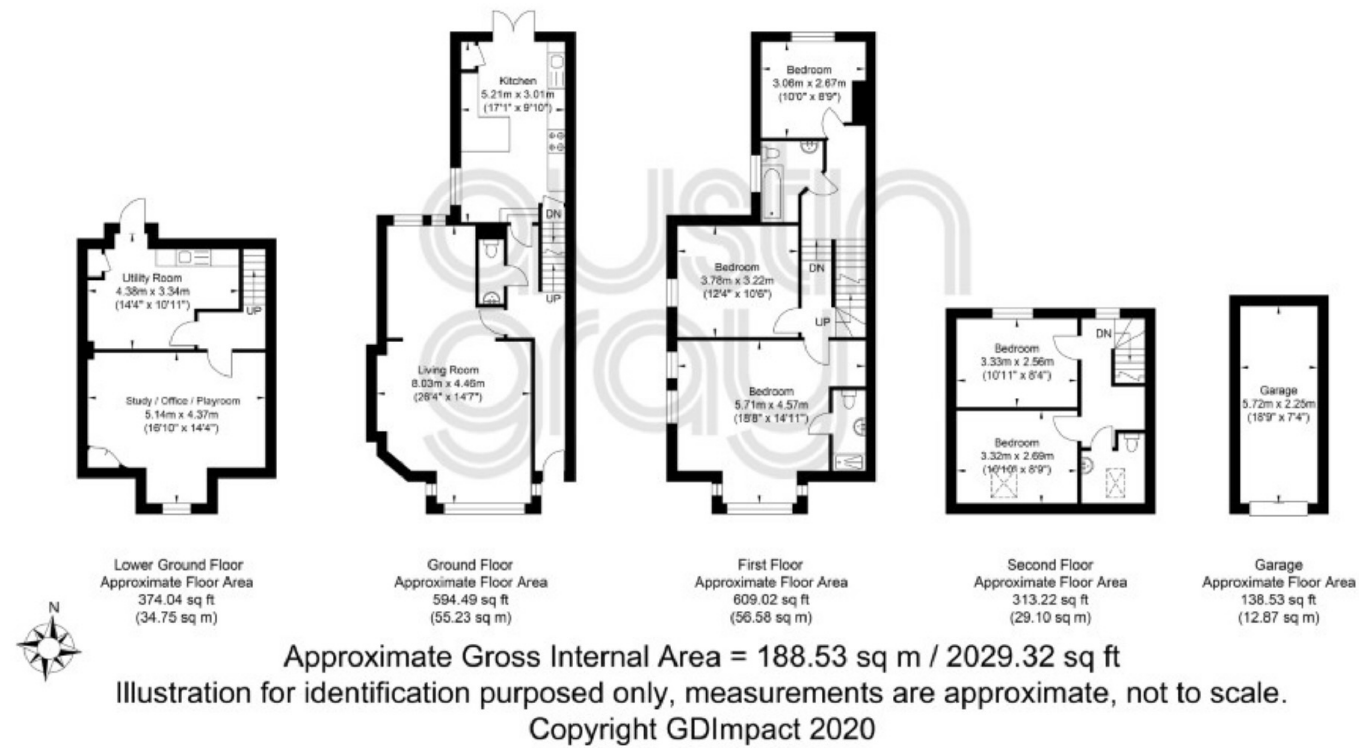 Kitchen
5.21m x 3.01m
(17'1" x 9'10")
DN
UP
Bedroom
3.06m x 2.67m
(10'0" x 8'9")
Utility Room
4.38m x 3.34m
(14'4" x 10'11")
UP
Study / Office / Playroom
5.14m x 4.37m
(16'10" x 14'4")
Living Room
8.03m x 4.46m
(26'4" x 14'7")
Bedroom
3.78m x 3.22m
(12'4" x 10'6")
DN
UP
Bedroom
5.71m x 4.57m
(18'8" x 14'11")
DN
Bedroom
3.33m x 2.56m
(10'11" x 8'4")
Bedroom
3.32m x 2.69m
(10'10" x 8'9")
Garage
5.72m x 2.25m
(18'9" x 7'4")
austin
gray
Lower Ground Floor
Approximate Floor Area
374.04 sq ft
(34.75 sq m)
Ground Floor
Approximate Floor Area
594.49 sq ft
(55.23 sq m)
First Floor
Approximate Floor Area
609.02 sq ft
(56.58 sq m)
Second Floor
Approximate Floor Area
313.22 sq ft
(29.10 sq m)
Garage
Approximate Floor Area
138.53 sq ft
(12.87 sq m)
N
Approximate Gross Internal Area = 188.53 sq m / 2029.32 sq ft
Illustration for identification purposed only, measurements are approximate, not to scale.
Copyright GDImpact 2020